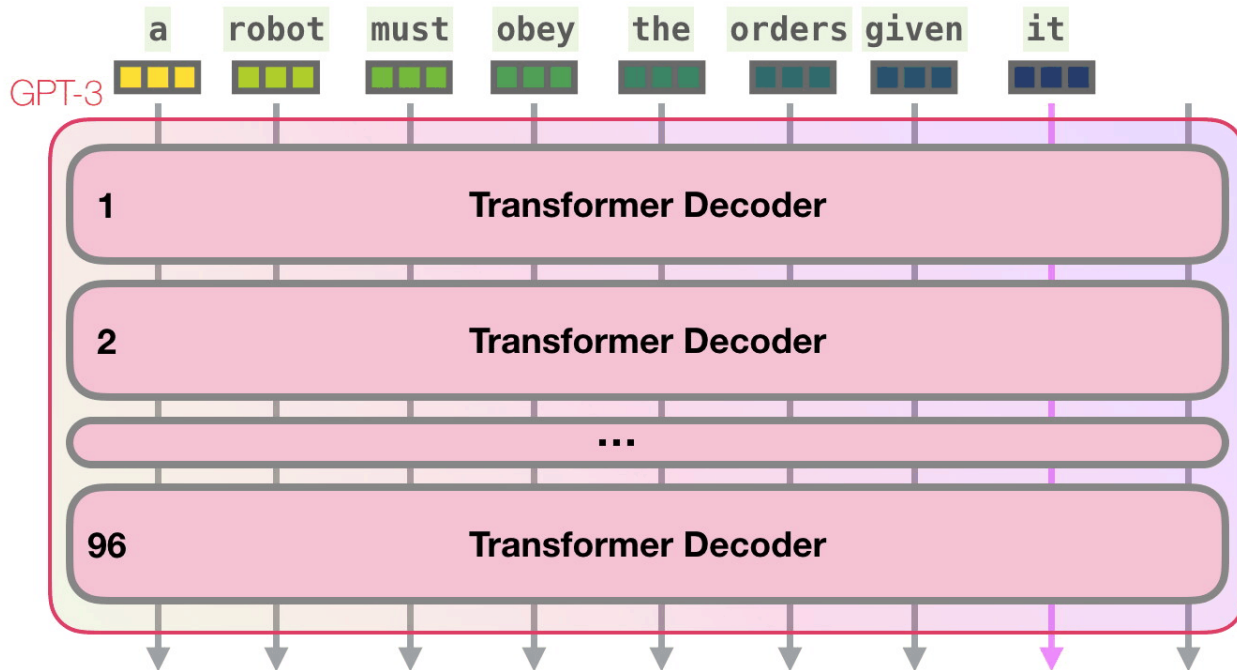 a robot must obey the orders given it
GPT-3
1 Transformer Decoder
2 Transformer Decoder
...
96 Transformer Decoder